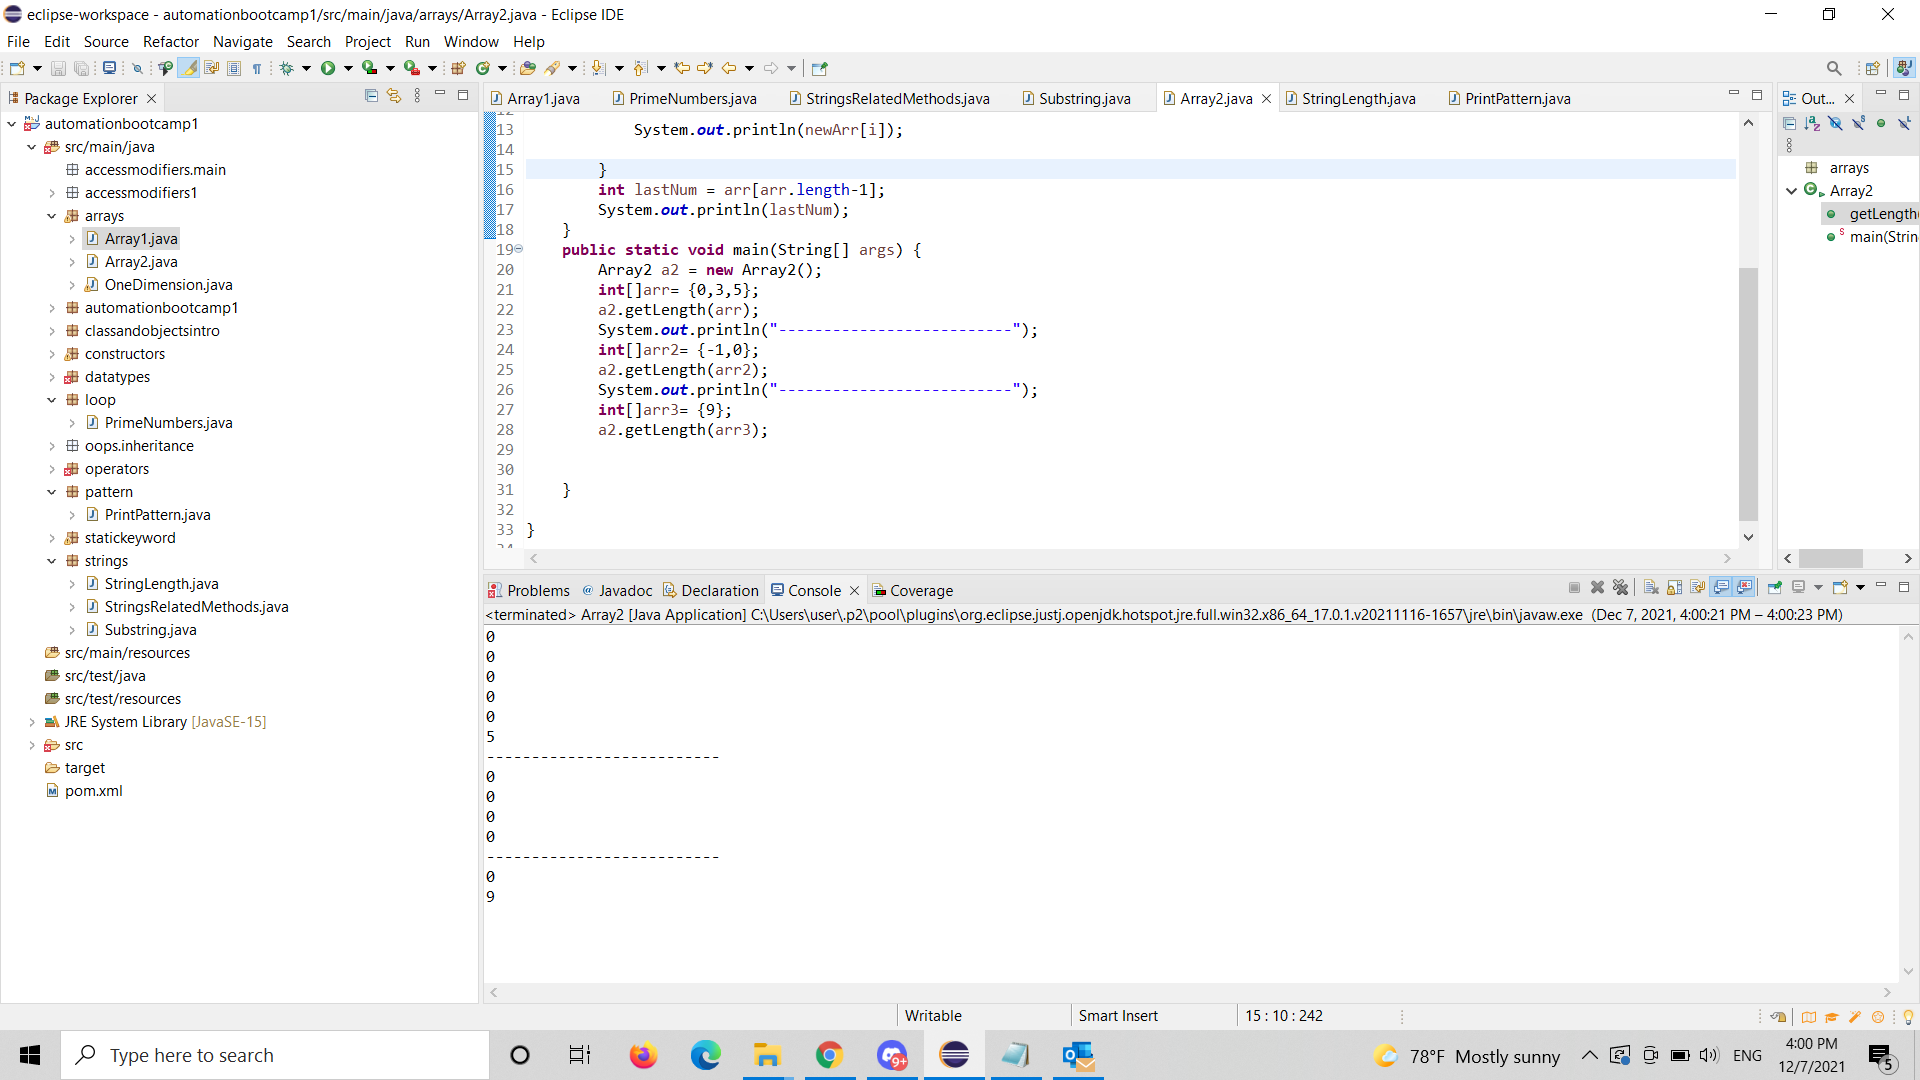 eclipse-workspace - automationbootcamp1/src/main/java/arrays/Array2.java - Eclipse IDE
File Edit Source Refactor Navigate Search Project Run Window Help
Package Explorer
automationbootcamp1
src/main/java
accessmodifiers.main
accessmodifiers1
arrays
Array1.java
Array2.java
OneDimension.java
automationbootcamp1
classandobjectsintro
constructors
datatypes
loop
PrimeNumbers.java
oops.inheritance
operators
pattern
PrintPattern.java
statickeyword
strings
StringLength.java
StringsRelatedMethods.java
Substring.java
src/main/resources
src/test/java
src/test/resources
JRE System Library [JavaSE-15]
src
target
pom.xml
Array1.java PrimeNumbers.java StringsRelatedMethods.java Substring.java Array2.java StringLength.java PrintPattern.java
13 System.out.println(newArr[i]);
14
15 }
16 int lastNum = arr[arr.length-1];
17 System.out.println(lastNum);
18 }
19 public static void main(String[] args) {
20 Array2 a2 = new Array2();
21 int[]arr= {0,3,5};
22 a2.getLength(arr);
23 System.out.println("--------------------------");
24 int[]arr2= {-1,0};
25 a2.getLength(arr2);
26 System.out.println("--------------------------");
27 int[]arr3= {9};
28 a2.getLength(arr3);
29
30
31 }
32
33 }
Out...
arrays
Array2
getLength(
main(Strin
Problems @ Javadoc Declaration Console Coverage
<terminated> Array2 [Java Application] C:\Users\user\.p2\pool\plugins\org.eclipse.justj.openjdk.hotspot.jre.full.win32.x86_64_17.0.1.v20211116-1657\jre\bin\javaw.exe (Dec 7, 2021, 4:00:21 PM – 4:00:23 PM)
0
0
0
0
0
5
--------------------------
0
0
0
0
--------------------------
0
9
Writable Smart Insert 15 : 10 : 242
Type here to search
9+
78°F Mostly sunny
ENG
4:00 PM
12/7/2021
5